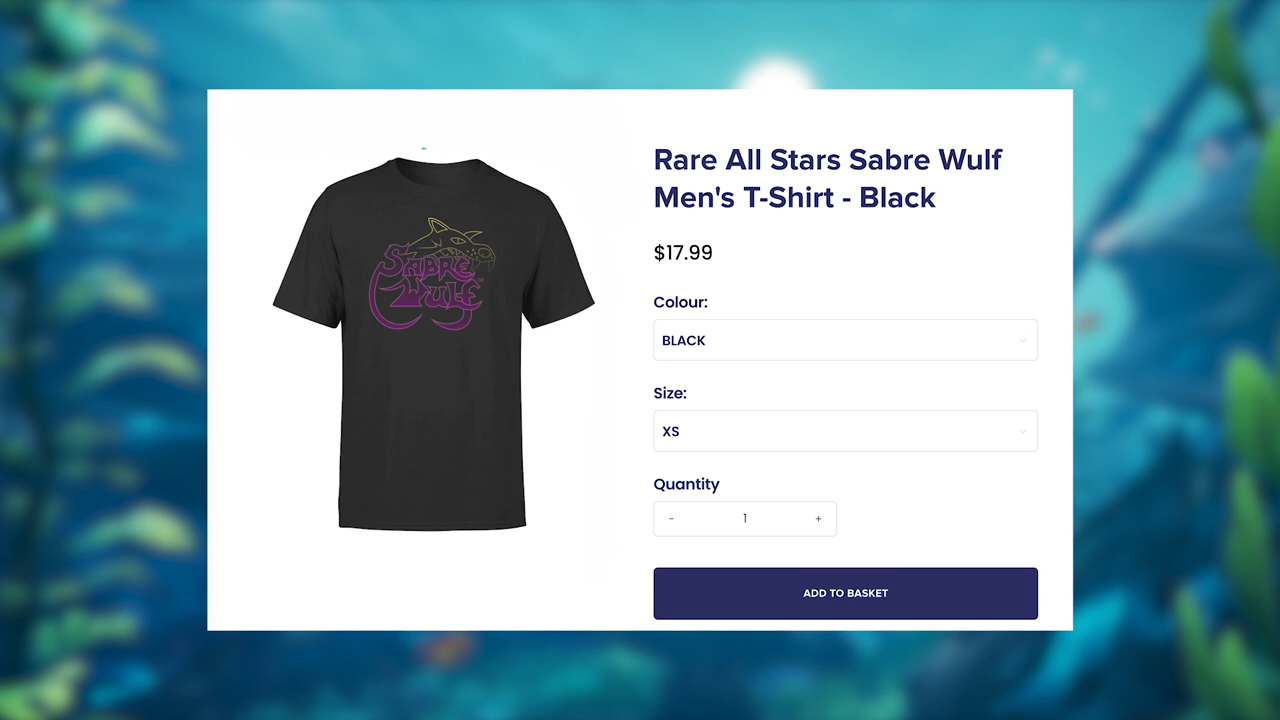 Rare All Stars Sabre Wulf
Men's T-Shirt - Black
$17.99
SABRE
WULF
Colour:
BLACK
Size:
XS
Quantity
- 1 +
ADD TO BASKET